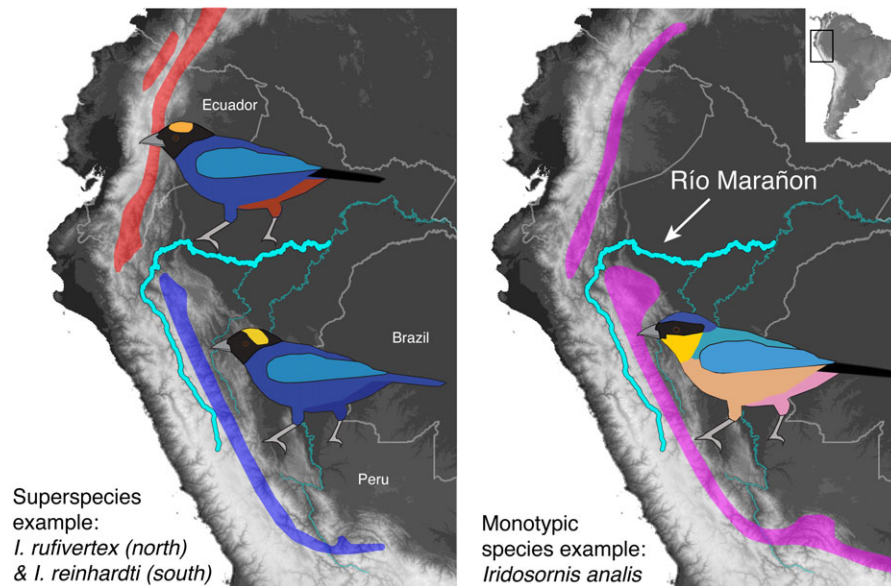 Ecuador
Brazil
Peru
Superspecies
example:
I. rufivertex (north)
& I. reinhardti (south)
Río Marañon
Monotypic
species example:
Iridosornis analis